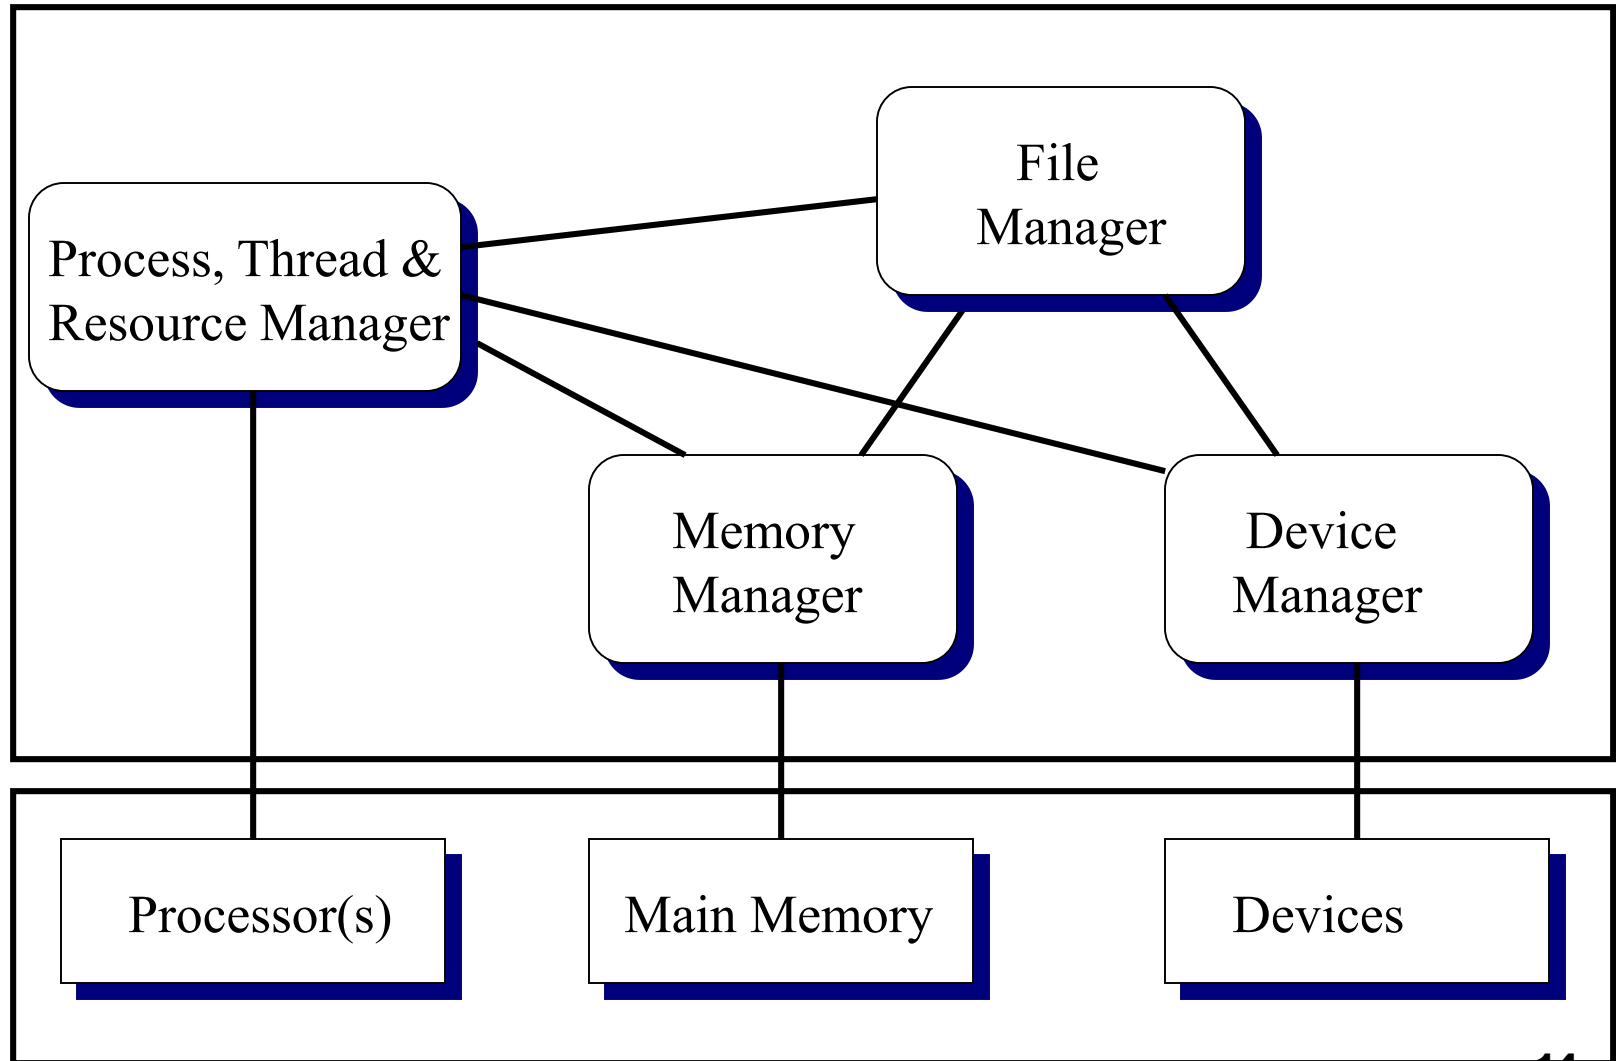 File
Manager
Process, Thread &
Resource Manager
Memory
Manager
Device
Manager
Processor(s)
Main Memory
Devices